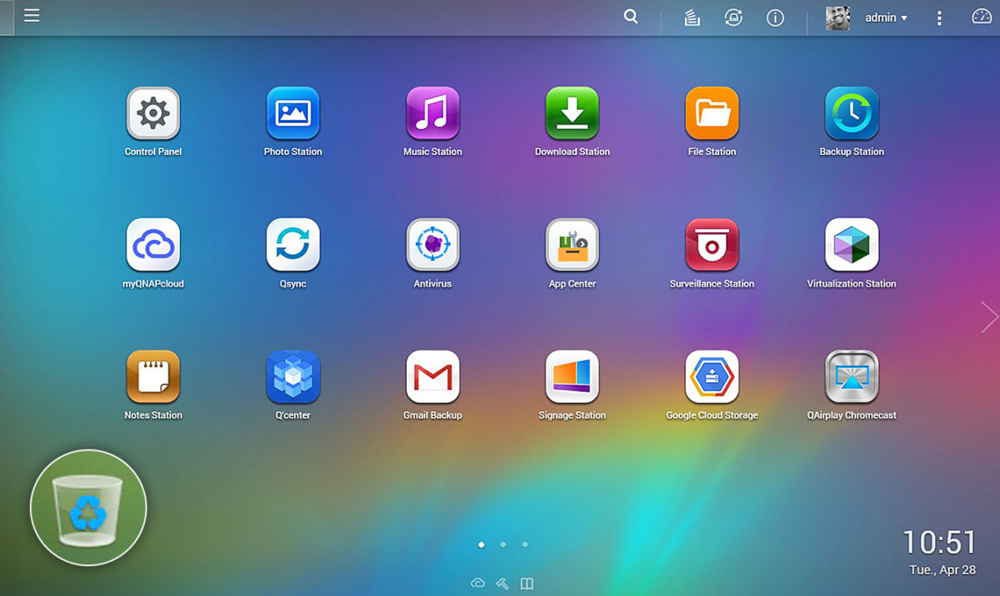 admin
Control Panel
Photo Station
Music Station
Download Station
File Station
Backup Station
myQNAPcloud
Qsync
Antivirus
App Center
Surveillance Station
Virtualization Station
Notes Station
Q'center
Gmail Backup
Signage Station
Google Cloud Storage
QAirplay Chromecast
10:51
Tue., Apr 28